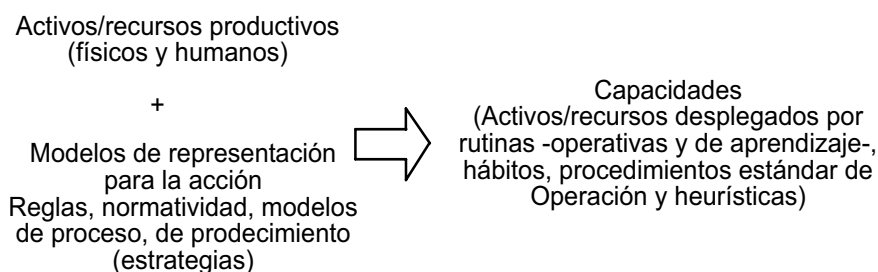 Activos/recursos productivos
(físicos y humanos)
+
Modelos de representación
para la acción
Reglas, normatividad, modelos
de proceso, de prodecimiento
(estrategias)
Capacidades
(Activos/recursos desplegados por
rutinas -operativas y de aprendizaje-,
hábitos, procedimientos estándar de
Operación y heurísticas)